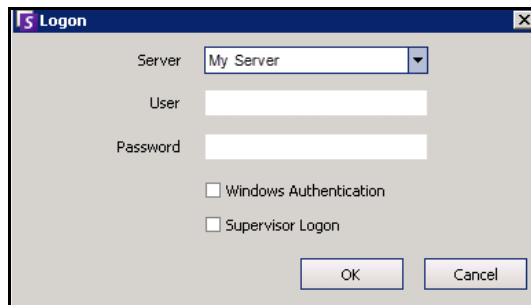 S Logon
Server My Server
User
Password
Windows Authentication
Supervisor Logon
OK Cancel